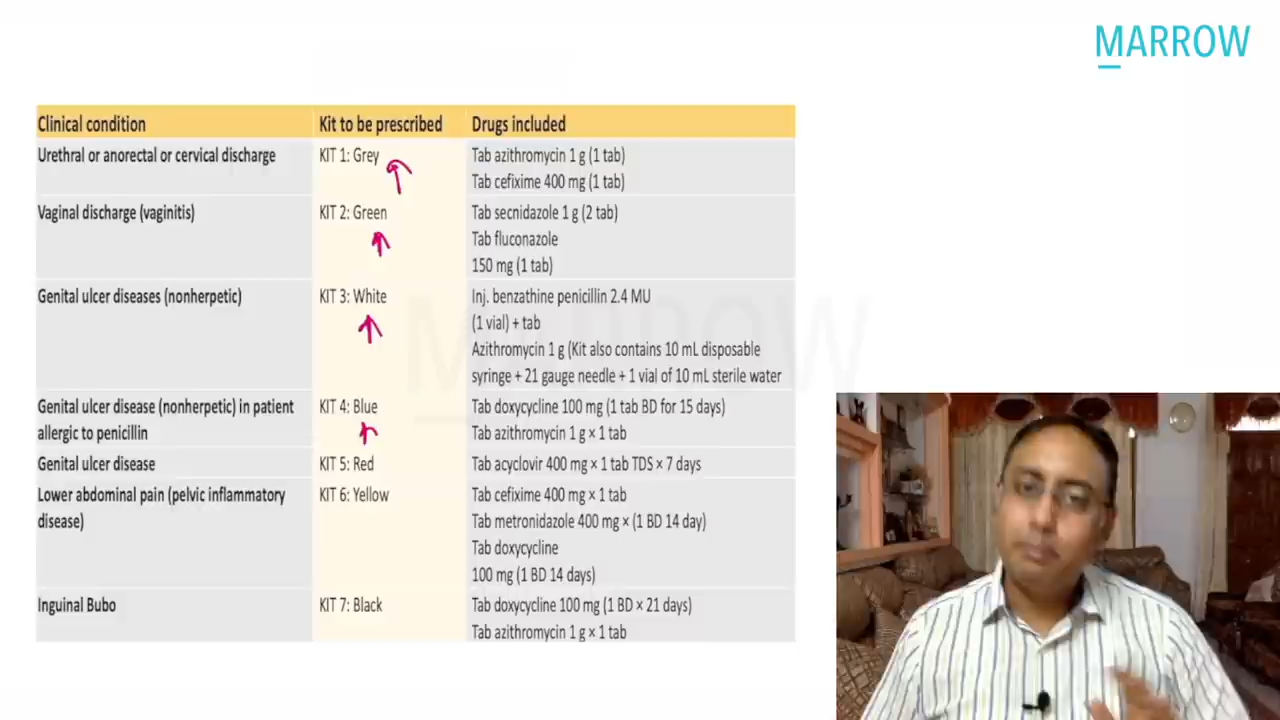 MARROW
Clinical condition Kit to be prescribed Drugs included
Urethral or anorectal or cervical discharge KIT 1: Grey Tab azithromycin 1 g (1 tab)
Tab cefixime 400 mg (1 tab)
Vaginal discharge (vaginitis) KIT 2: Green Tab secnidazole 1 g (2 tab)
Tab fluconazole
150 mg (1 tab)
Genital ulcer diseases (nonherpetic) KIT 3: White Inj. benzathine penicillin 2.4 MU
(1 vial) + tab
Azithromycin 1 g (Kit also contains 10 mL disposable
syringe + 21 gauge needle + 1 vial of 10 mL sterile water
Genital ulcer disease (nonherpetic) in patient KIT 4: Blue Tab doxycycline 100 mg (1 tab BD for 15 days)
allergic to penicillin Tab azithromycin 1 g × 1 tab
Genital ulcer disease KIT 5: Red Tab acyclovir 400 mg × 1 tab TDS × 7 days
Lower abdominal pain (pelvic inflammatory KIT 6: Yellow Tab cefixime 400 mg × 1 tab
disease) Tab metronidazole 400 mg × (1 BD 14 day)
Tab doxycycline
100 mg (1 BD 14 days)
Inguinal Bubo KIT 7: Black Tab doxycycline 100 mg (1 BD × 21 days)
Tab azithromycin 1 g × 1 tab
MARROW